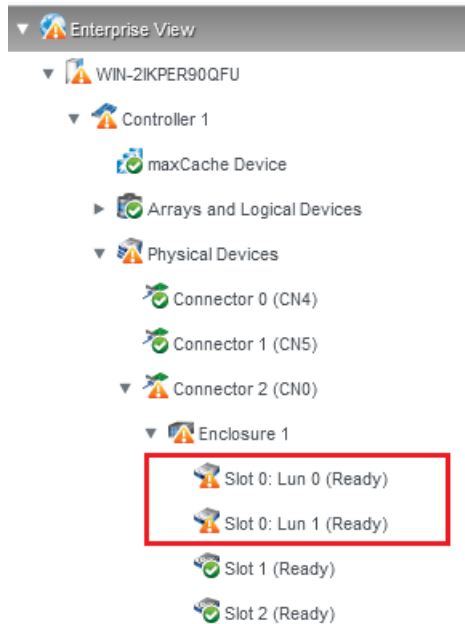 Enterprise View
WIN-2IKPER90QFU
Controller 1
maxCache Device
Arrays and Logical Devices
Physical Devices
Connector 0 (CN4)
Connector 1 (CN5)
Connector 2 (CN0)
Enclosure 1
Slot 0: Lun 0 (Ready)
Slot 0: Lun 1 (Ready)
Slot 1 (Ready)
Slot 2 (Ready)